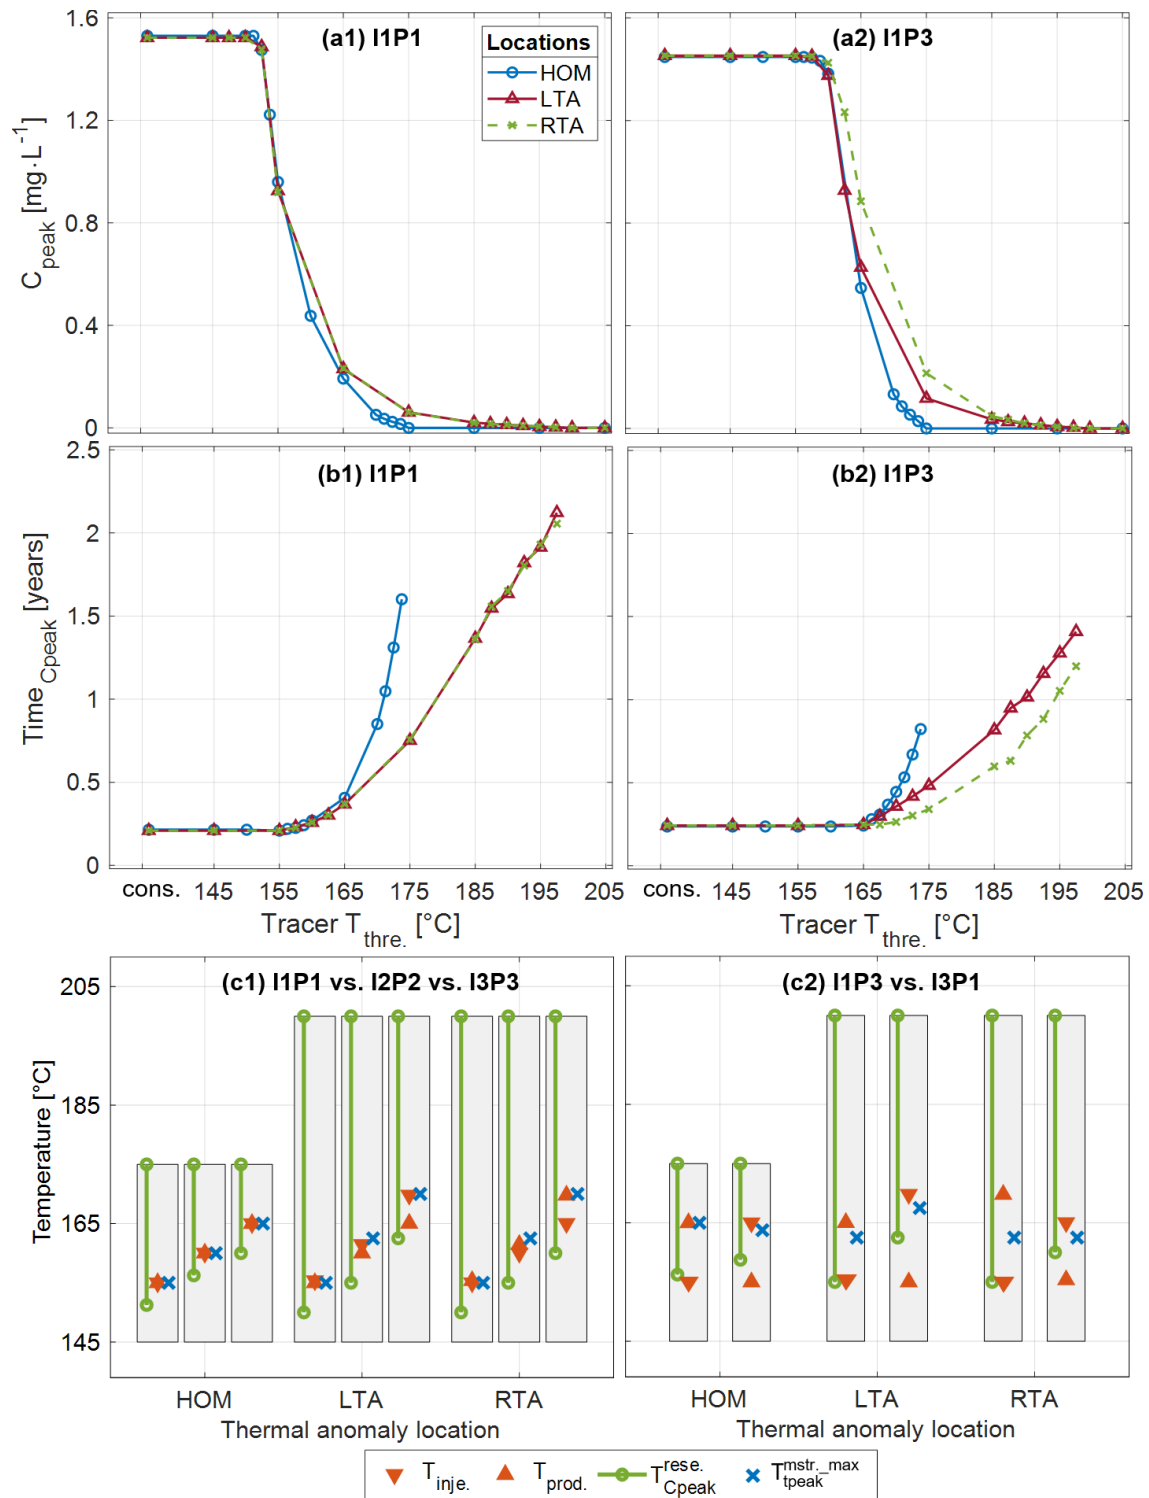 1.6
1.2
0.8
0.4
0
C_peak [mg·L^-1]
(a1) I1P1
Locations
HOM
LTA
RTA
(a2) I1P3
2.5
2
1.5
1
0.5
0
Time_Cpeak [years]
(b1) I1P1
(b2) I1P3
cons. 145 155 165 175 185 195 205
Tracer T_thre. [°C]
cons. 145 155 165 175 185 195 205
Tracer T_thre. [°C]
205
185
165
145
Temperature [°C]
(c1) I1P1 vs. I2P2 vs. I3P3
(c2) I1P3 vs. I3P1
HOM LTA RTA
Thermal anomaly location
HOM LTA RTA
Thermal anomaly location
T_inje. T_prod. T_Cpeak^rese. T_tpeak^mstr._max